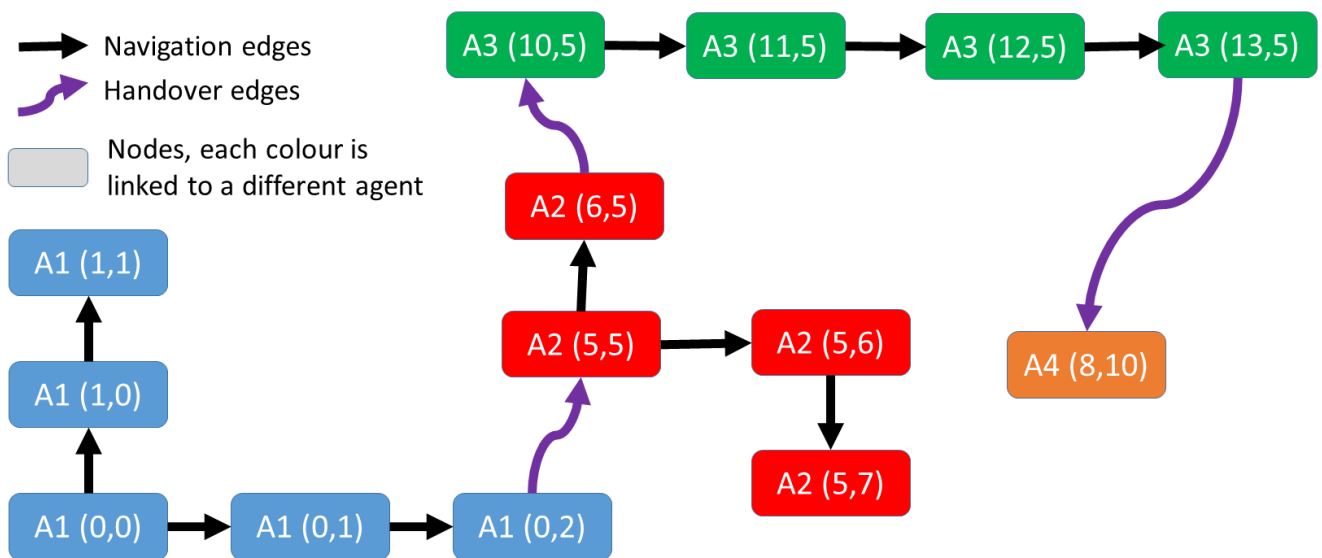 Navigation edges
Handover edges
Nodes, each colour is
linked to a different agent
A3 (10,5)
A3 (11,5)
A3 (12,5)
A3 (13,5)
A2 (6,5)
A1 (1,1)
A2 (5,5)
A2 (5,6)
A4 (8,10)
A1 (1,0)
A2 (5,7)
A1 (0,0)
A1 (0,1)
A1 (0,2)